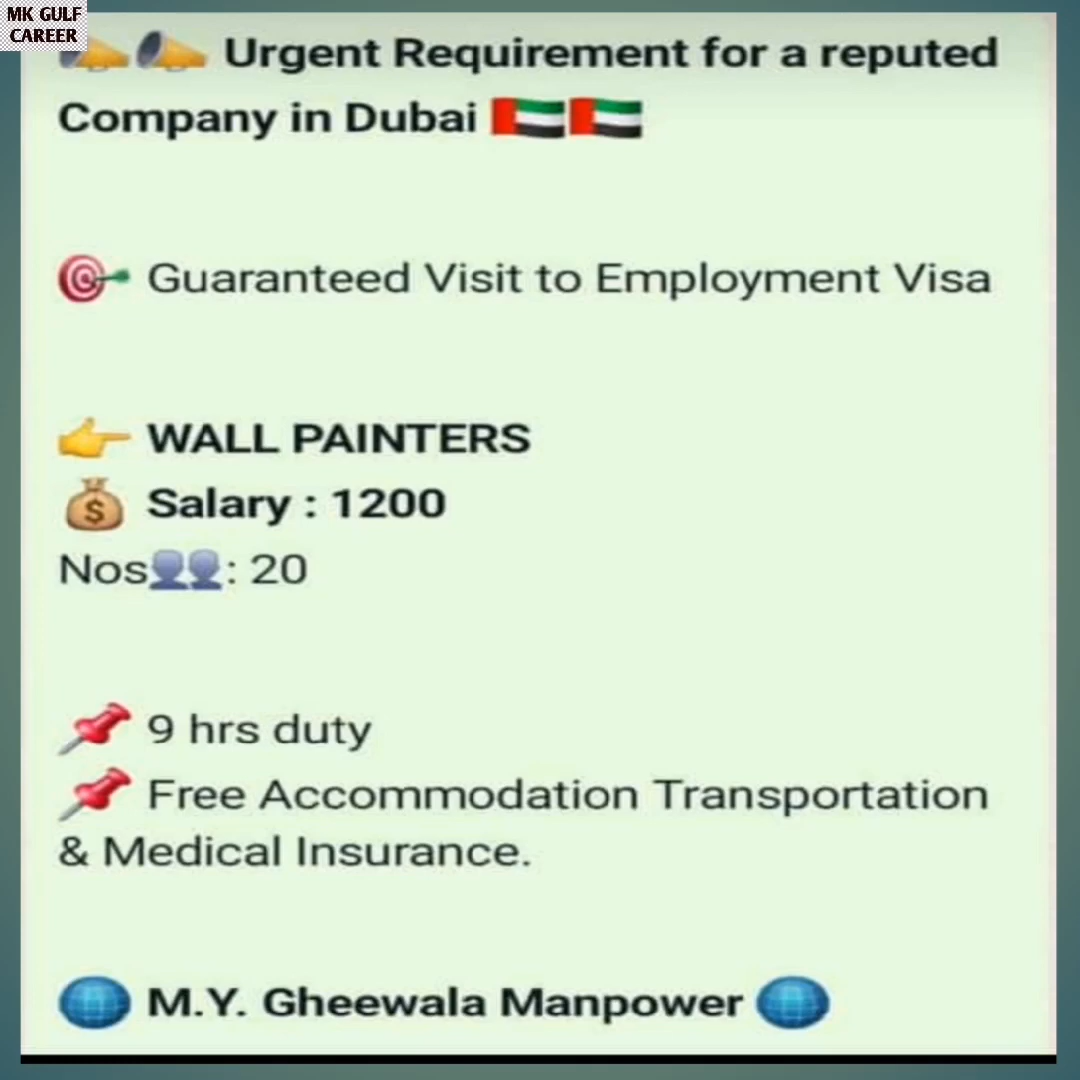 MK GULF
CAREER
📣📣 Urgent Requirement for a reputed
Company in Dubai 🇦🇪🇦🇪
🎯 Guaranteed Visit to Employment Visa
👉 WALL PAINTERS
💰 Salary : 1200
Nos👥: 20
📌 9 hrs duty
📌 Free Accommodation Transportation
& Medical Insurance.
🌐 M.Y. Gheewala Manpower 🌐